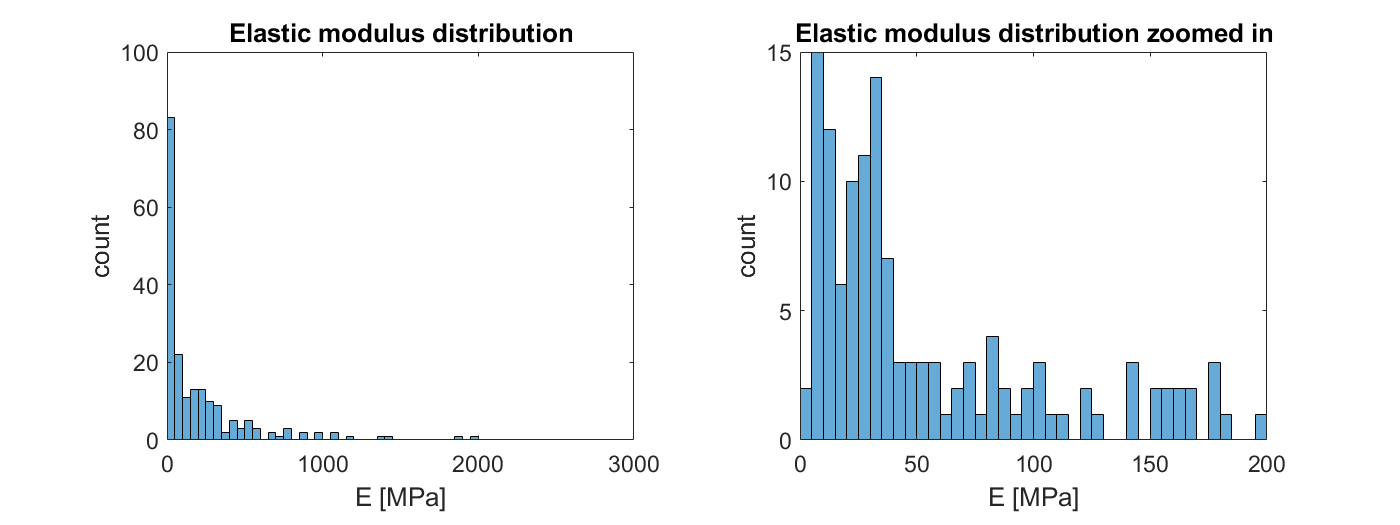 Elastic modulus distribution
100
80
60
40
20
0
count
0 1000 2000 3000
E [MPa]
Elastic modulus distribution zoomed in
15
10
5
0
count
0 50 100 150 200
E [MPa]